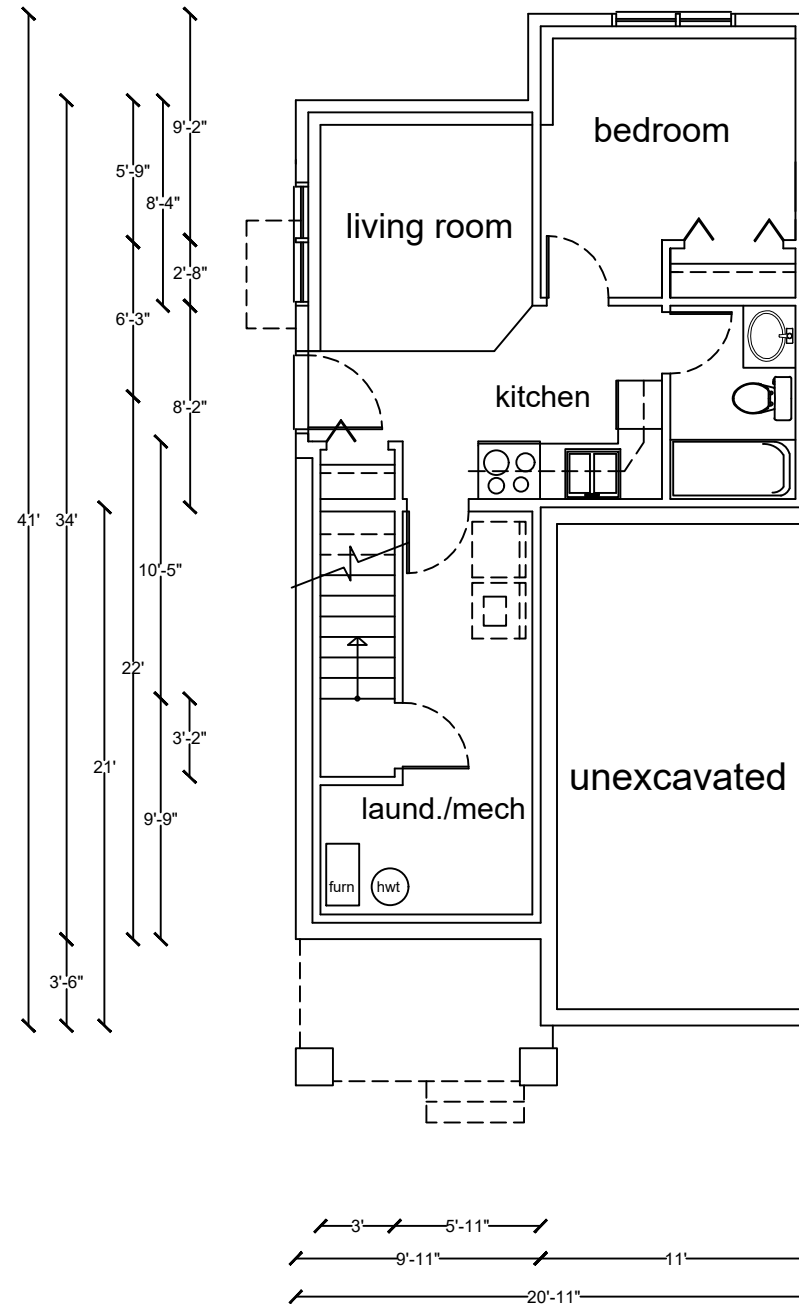 9'-2"
bedroom
5'-9"
8'-4"
living room
2'-8"
6'-3"
kitchen
8'-2"
41'
34'
10'-5"
22'
3'-2"
21'
unexcavated
laund./mech
9'-9"
furn
hwt
3'-6"
3'
5'-11"
9'-11"
11'
20'-11"